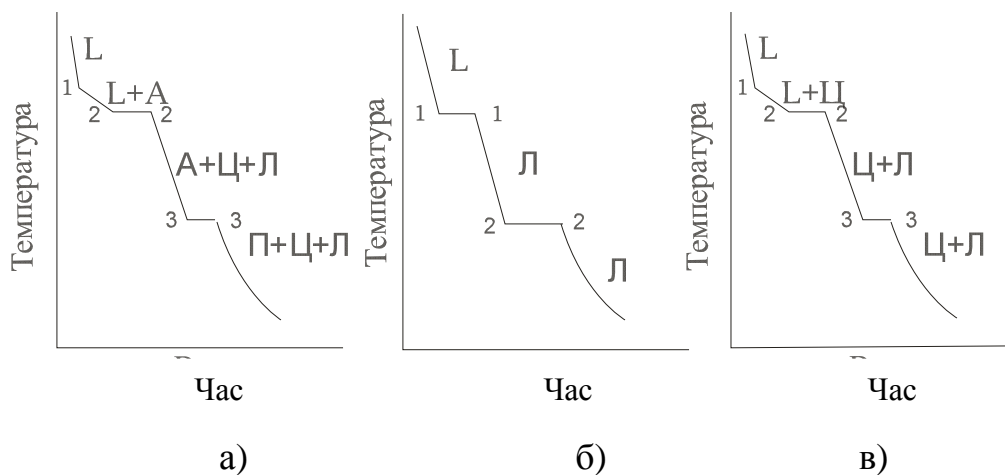 L
1
L+А
2
2
А+Ц+Л
3
3
П+Ц+Л
Температура
Час
а)
L
1
1
Л
2
2
Л
Температура
Час
б)
L
1
L+Ц
2
2
Ц+Л
3
3
Ц+Л
Температура
Час
в)